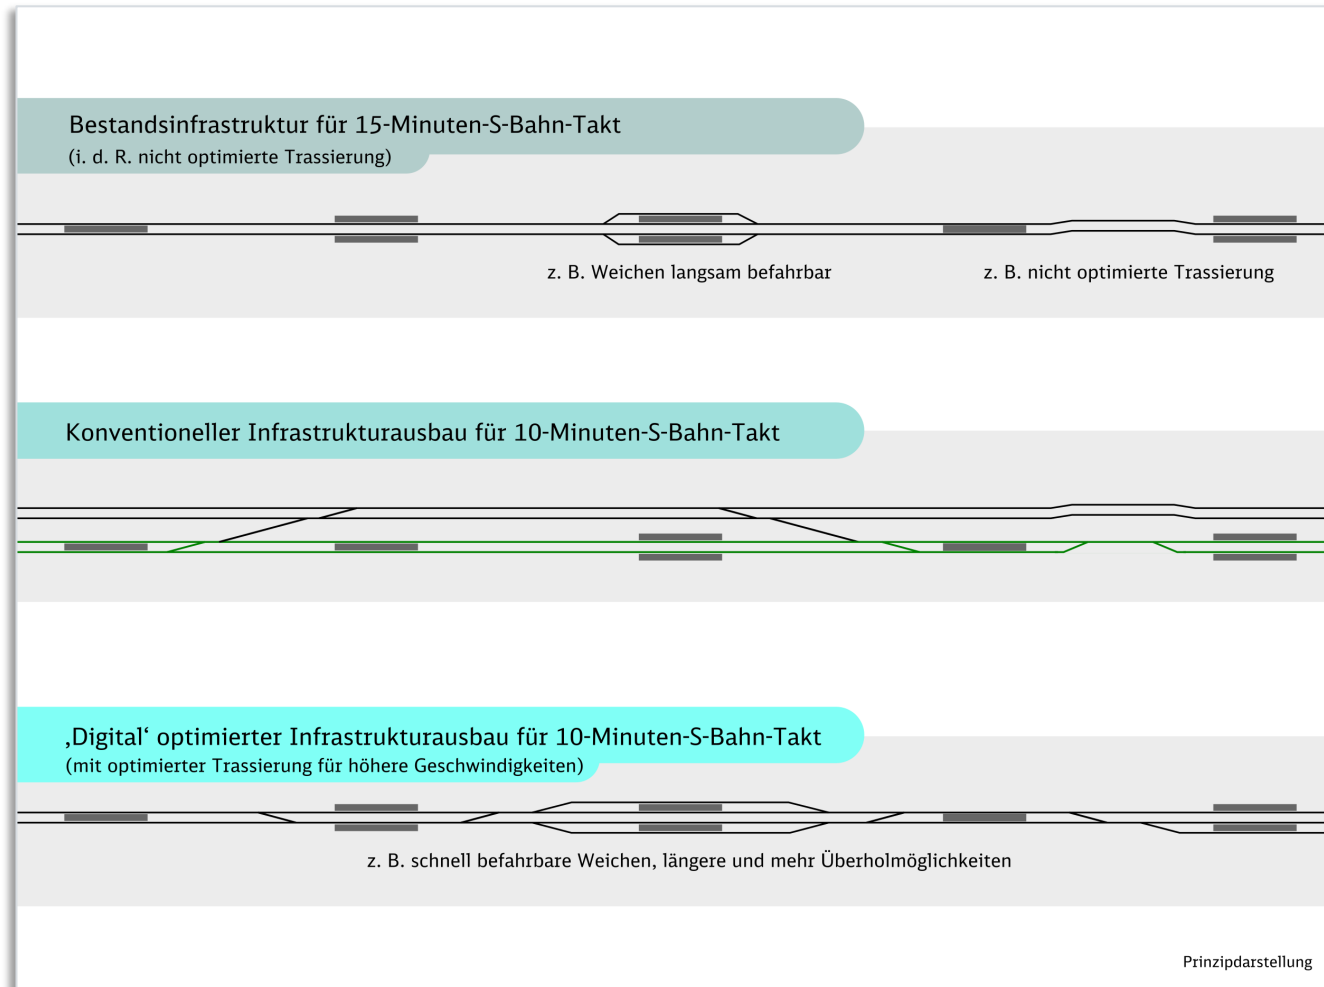 Bestandsinfrastruktur für 15-Minuten-S-Bahn-Takt
(i. d. R. nicht optimierte Trassierung)
z. B. Weichen langsam befahrbar
z. B. nicht optimierte Trassierung
Konventioneller Infrastrukturausbau für 10-Minuten-S-Bahn-Takt
‚Digital‘ optimierter Infrastrukturausbau für 10-Minuten-S-Bahn-Takt
(mit optimierter Trassierung für höhere Geschwindigkeiten)
z. B. schnell befahrbare Weichen, längere und mehr Überholmöglichkeiten
Prinzipdarstellung